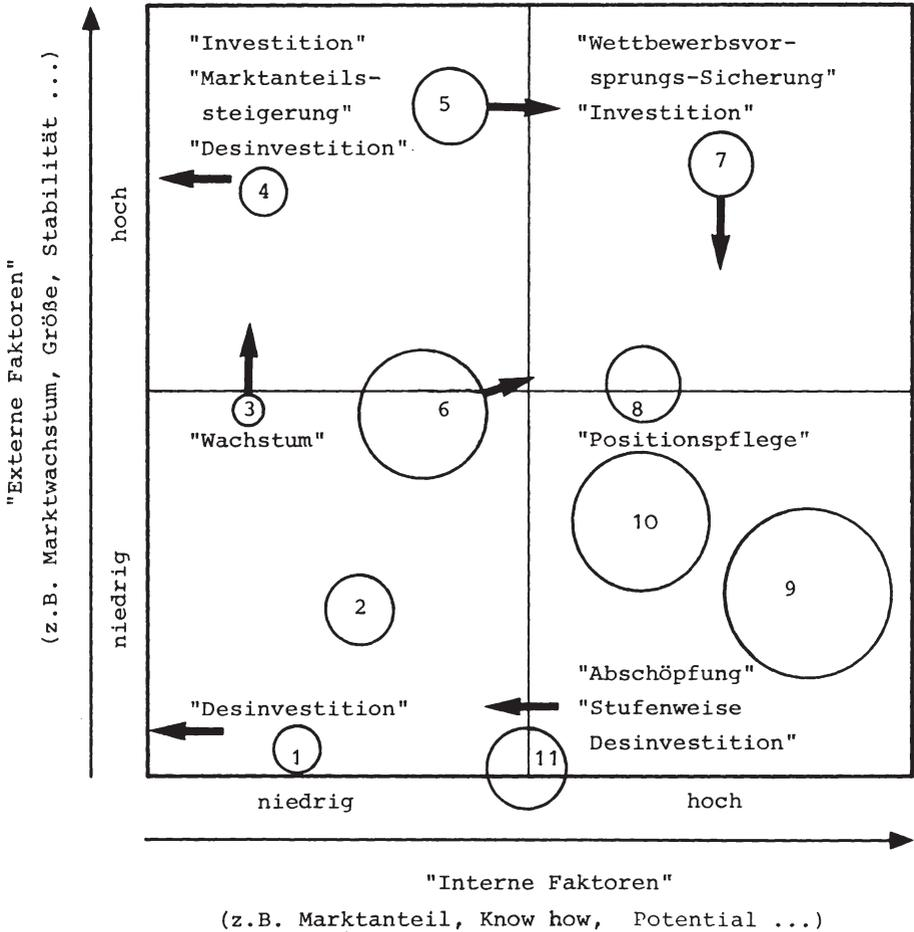 "Externe Faktoren"
(z.B. Marktwachstum, Größe, Stabilität ...)
hoch
niedrig
"Investition"
"Marktanteils-
steigerung"
"Desinvestition"
5
4
"Wettbewerbsvor-
sprungs-Sicherung"
"Investition"
7
3
6
8
"Wachstum"
"Positionspflege"
10
9
2
"Desinvestition"
1
"Abschöpfung"
"Stufenweise
Desinvestition"
11
niedrig
hoch
"Interne Faktoren"
(z.B. Marktanteil, Know how, Potential ...)